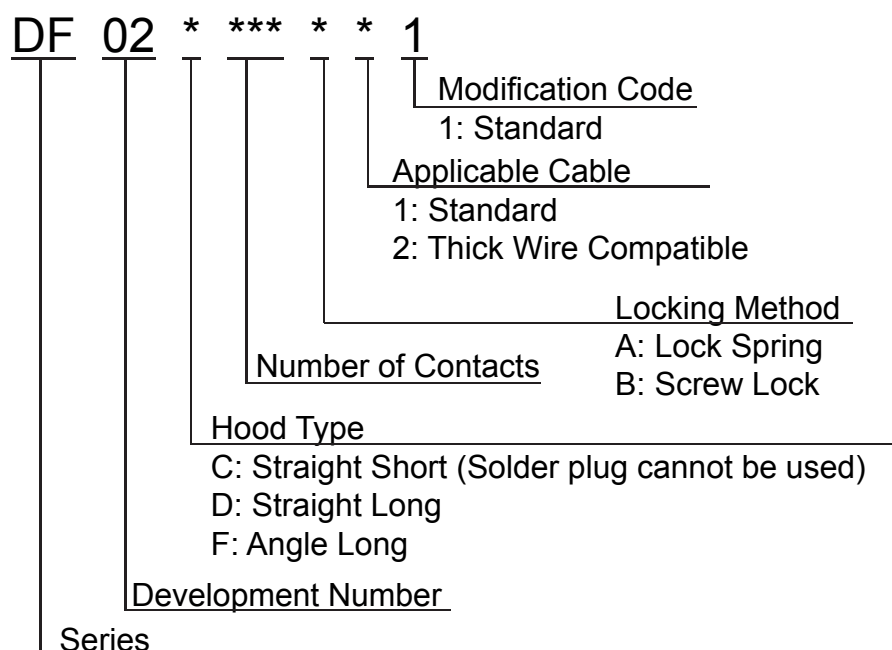 DF 02 * *** * * 1
Modification Code
1: Standard
Applicable Cable
1: Standard
2: Thick Wire Compatible
Locking Method
A: Lock Spring
B: Screw Lock
Number of Contacts
Hood Type
C: Straight Short (Solder plug cannot be used)
D: Straight Long
F: Angle Long
Development Number
Series